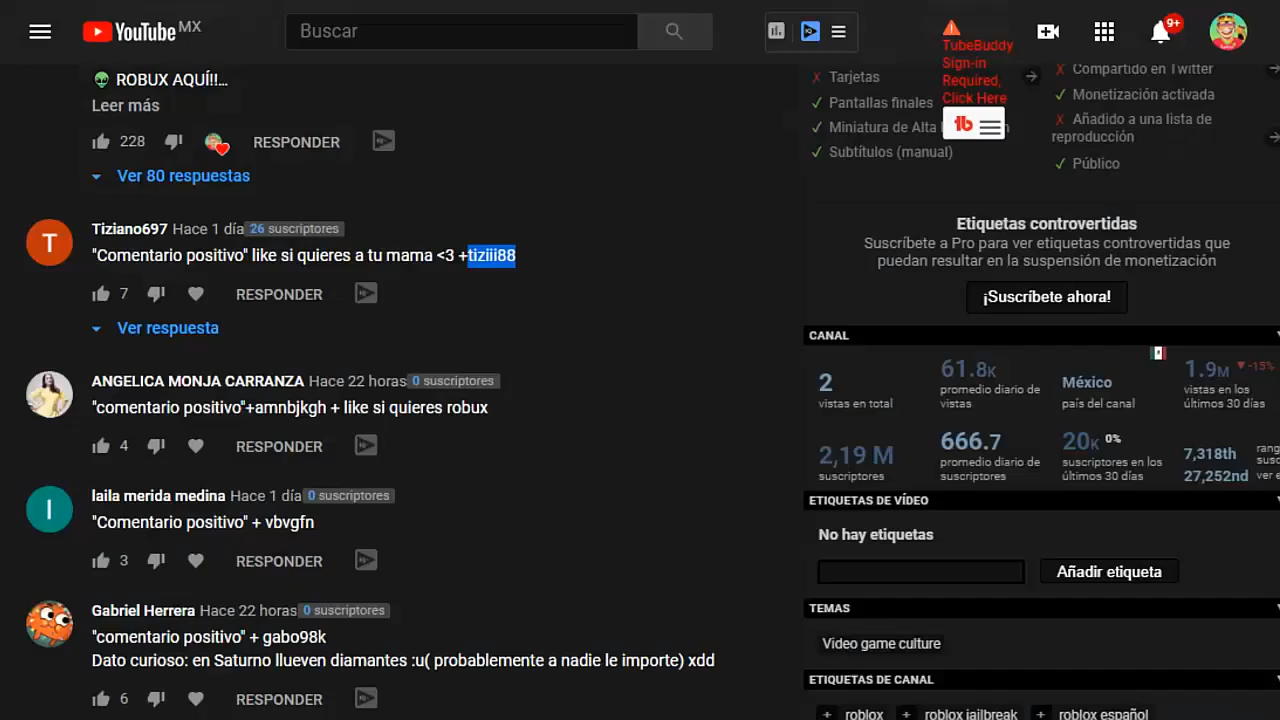 YouTube MX
Buscar
9+
TubeBuddy
Sign-in
Required,
Click Here
👽 ROBUX AQUÍ!!…
Leer más
228
RESPONDER
Ver 80 respuestas
T
Tiziano697 Hace 1 día 26 suscriptores
"Comentario positivo" like si quieres a tu mama <3 +tiziii88
7
RESPONDER
Ver respuesta
ANGELICA MONJA CARRANZA Hace 22 horas 0 suscriptores
"comentario positivo"+amnbjkgh + like si quieres robux
4
RESPONDER
l
laila merida medina Hace 1 día 0 suscriptores
"Comentario positivo" + vbvgfn
3
RESPONDER
Gabriel Herrera Hace 22 horas 0 suscriptores
"comentario positivo" + gabo98k
Dato curioso: en Saturno llueven diamantes :u( probablemente a nadie le importe) xdd
6
RESPONDER
✗ Tarjetas
✓ Pantallas finales
✓ Miniatura de Alta
✓ Subtítulos (manual)
tb
✗ Compartido en Twitter
✓ Monetización activada
✗ Añadido a una lista de
reproducción
✓ Público
Etiquetas controvertidas
Suscríbete a Pro para ver etiquetas controvertidas que
puedan resultar en la suspensión de monetización
¡Suscríbete ahora!
CANAL
2
vistas en total
61.8K
promedio diario de
vistas
México
país del canal
1.9M ▼-15%
vistas en los
últimos 30 días
2,19 M
suscriptores
666.7
promedio diario de
suscriptores
20K 0%
suscriptores en los
últimos 30 días
7,318th
27,252nd
rang
susc
ver e
ETIQUETAS DE VÍDEO
No hay etiquetas
Añadir etiqueta
TEMAS
Video game culture
ETIQUETAS DE CANAL
+ roblox + roblox jailbreak + roblox español